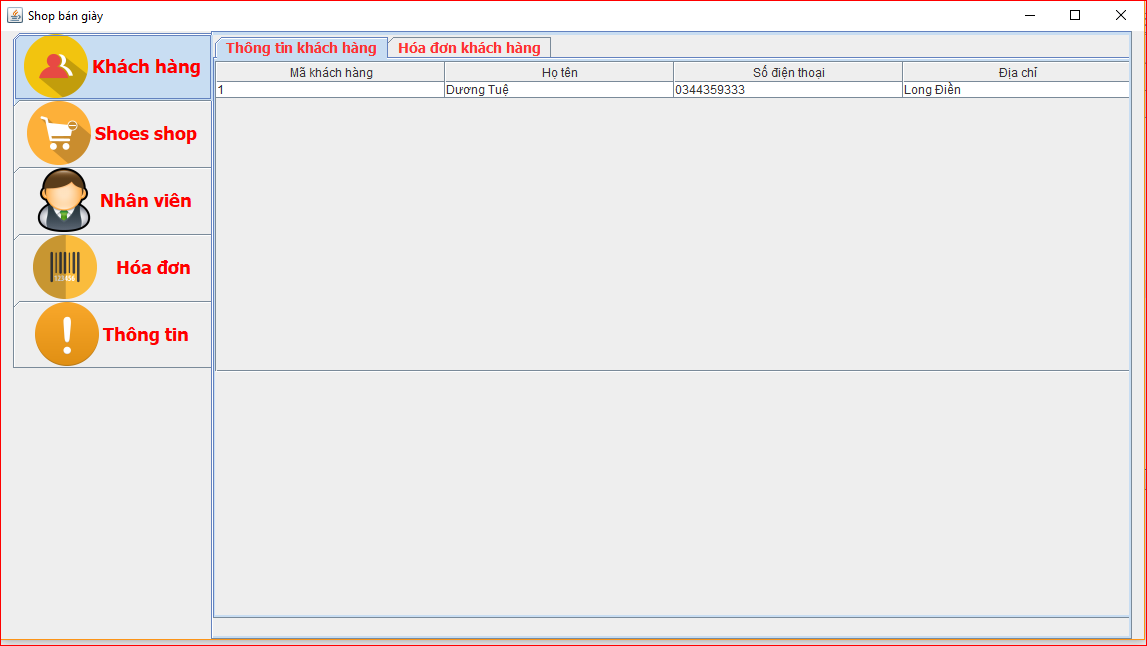 Shop bán giày
Khách hàng
Shoes shop
Nhân viên
Hóa đơn
123456
Thông tin
Thông tin khách hàng Hóa đơn khách hàng
Mã khách hàng Họ tên Số điện thoại Địa chỉ
1 Dương Tuệ 0344359333 Long Điền